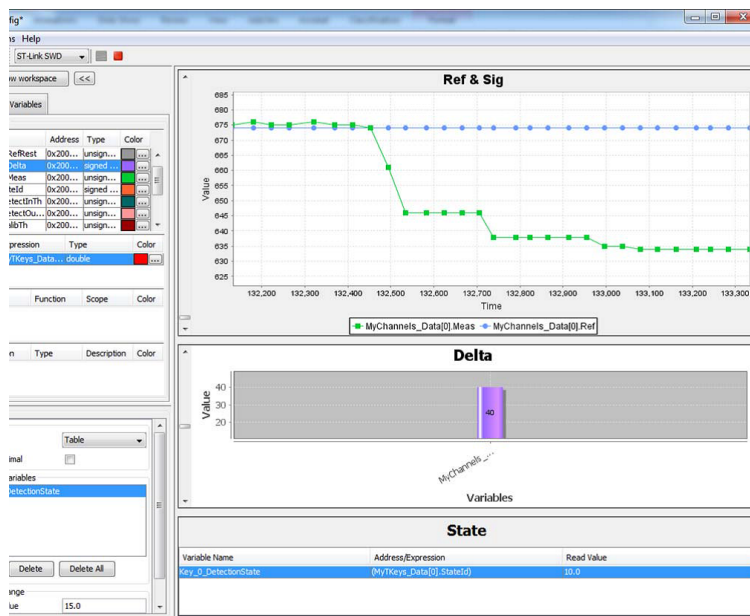 fig*
ns Help
ST-Link SWD
ow workspace <<
Variables
Address Type Color
RefRest 0x200... unsign... ...
Delta 0x200... signed ... ...
Meas 0x200... unsign... ...
ateId 0x200... signed ... ...
etectInTh 0x200... unsign... ...
etectOu... 0x200... unsign... ...
alibTh 0x200... unsign... ...
pression Type Color
yTKeys_Data... double ...
Function Scope Color
on Type Description Color
Table
imal
ariables
DetectionState
Delete Delete All
ange
ue 15.0
Ref & Sig
685
680
675
670
665
660
655
650
645
640
635
630
625
Value
132,200 132,300 132,400 132,500 132,600 132,700 132,800 132,900 133,000 133,100 133,200 133,300
Time
MyChannels_Data[0].Meas MyChannels_Data[0].Ref
Delta
40
30
20
Value
40
MyChannels_...
Variables
State
Variable Name Address/Expression Read Value
Key_0_DetectionState (MyTKeys_Data[0].StateId) 10.0